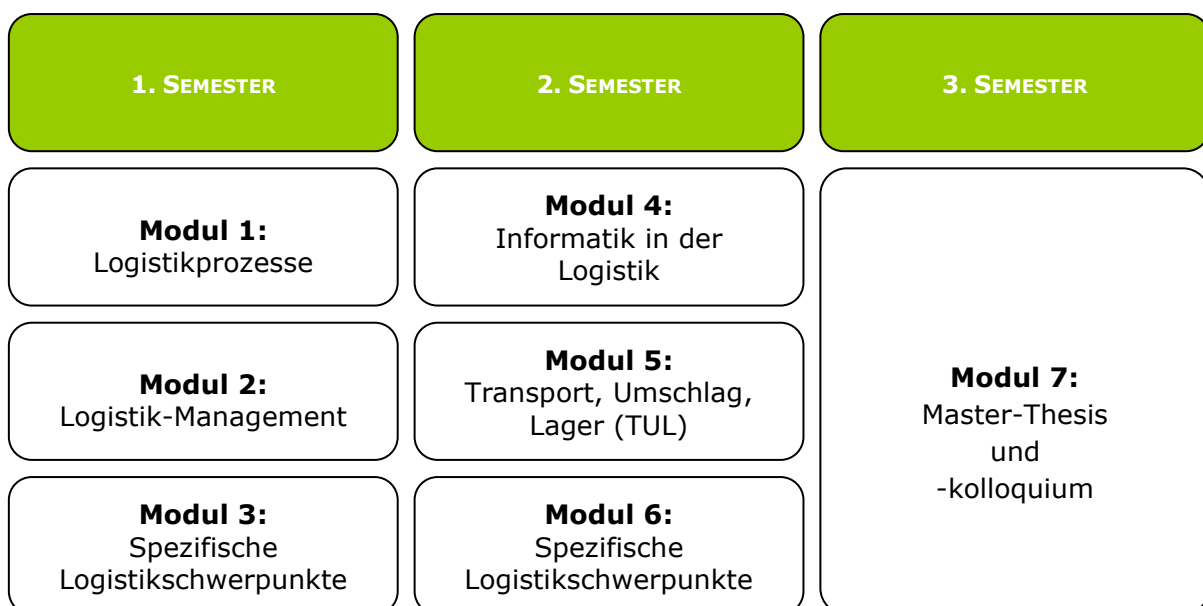 1. SEMESTER
2. SEMESTER
3. SEMESTER
Modul 1:
Logistikprozesse
Modul 4:
Informatik in der
Logistik
Modul 2:
Logistik-Management
Modul 5:
Transport, Umschlag,
Lager (TUL)
Modul 3:
Spezifische
Logistikschwerpunkte
Modul 6:
Spezifische
Logistikschwerpunkte
Modul 7:
Master-Thesis
und
-kolloquium